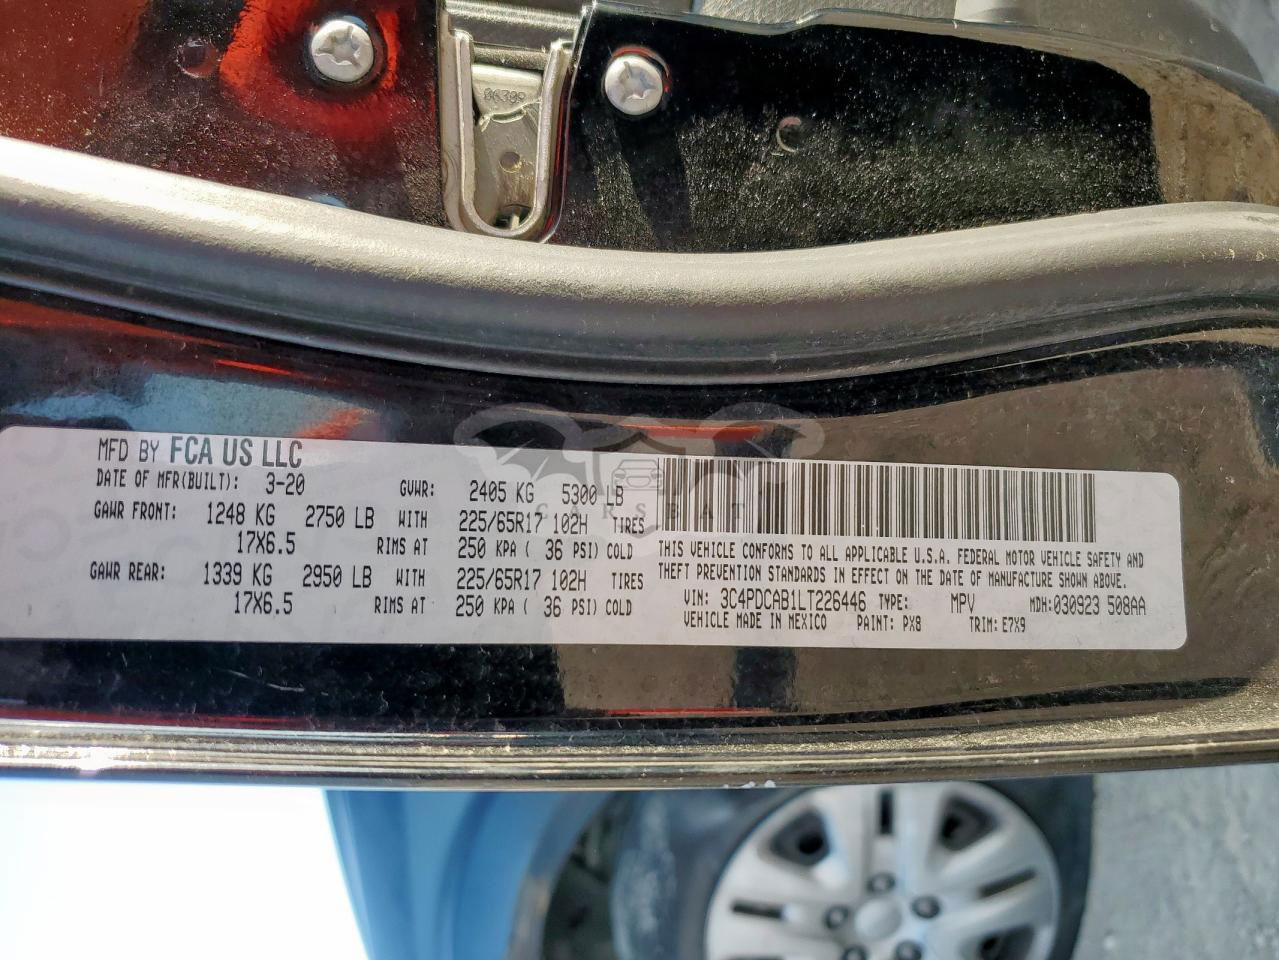 06309
MFD BY FCA US LLC
DATE OF MFR(BUILT): 3-20 GVWR: 2405 KG 5300 LB
GAWR FRONT: 1248 KG 2750 LB WITH 225/65R17 102H TIRES
17X6.5 RIMS AT 250 KPA ( 36 PSI) COLD
GAWR REAR: 1339 KG 2950 LB WITH 225/65R17 102H TIRES
17X6.5 RIMS AT 250 KPA ( 36 PSI) COLD
THIS VEHICLE CONFORMS TO ALL APPLICABLE U.S.A. FEDERAL MOTOR VEHICLE SAFETY AND
THEFT PREVENTION STANDARDS IN EFFECT ON THE DATE OF MANUFACTURE SHOWN ABOVE.
VIN: 3C4PDCAB1LT226446 TYPE: MPV MDH:030923 508AA
VEHICLE MADE IN MEXICO PAINT: PX8 TRIM: E7X9
CARSBAT